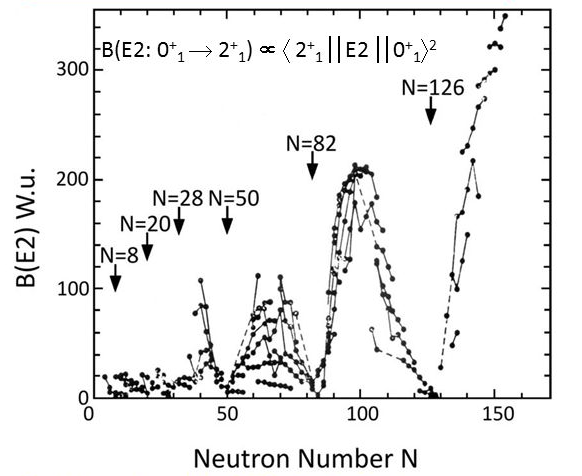 B(E2: 0⁺₁ → 2⁺₁) ∝ ⟨ 2⁺₁ || E2 || 0⁺₁⟩²
300
N=126
N=82
200
N=28 N=50
N=20
N=8
100
0
B(E2) W.u.
0 50 100 150
Neutron Number N